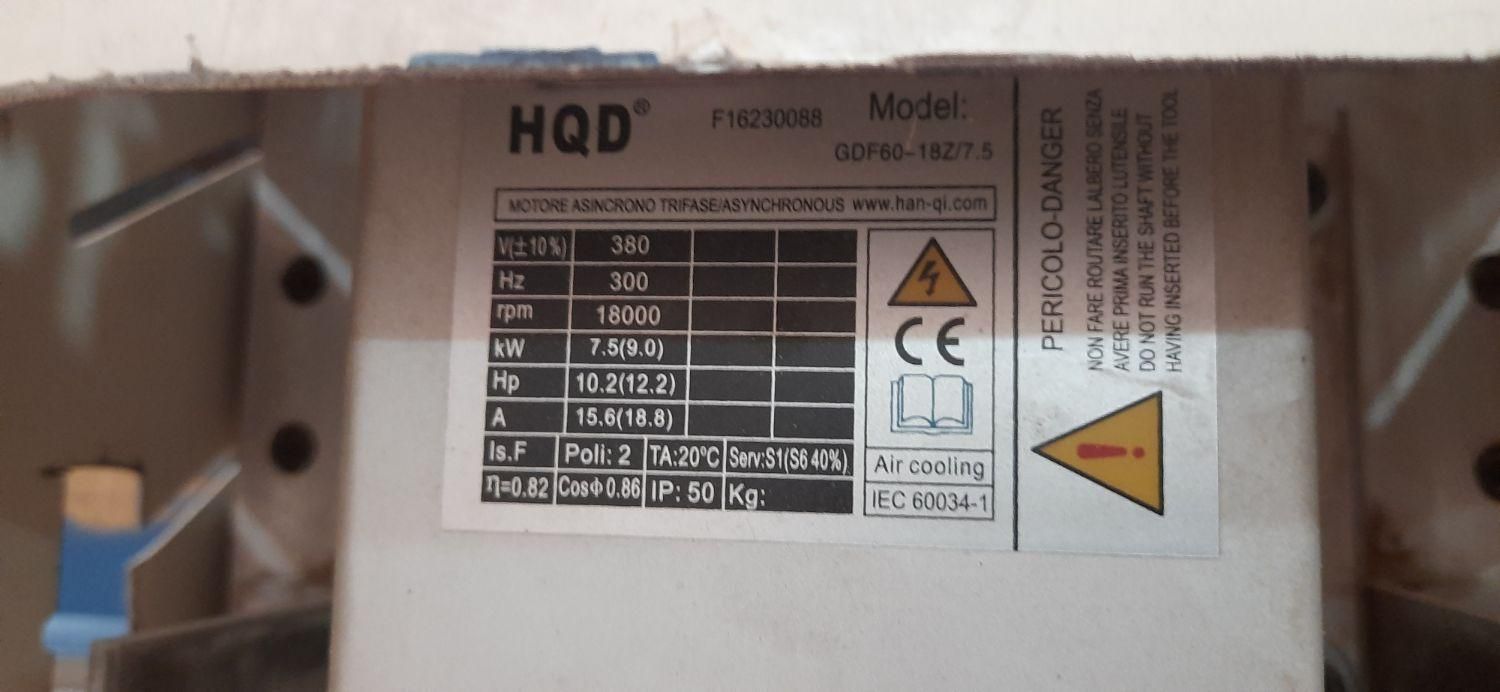 HQD®
F16230088
Model:
GDF60-18Z/7.5
MOTORE ASINCRONO TRIFASE/ASYNCHRONOUS www.han-qi.com
V(±10%) 380
Hz 300
rpm 18000
kW 7.5(9.0)
Hp 10.2(12.2)
A 15.6(18.8)
Is.F Poli: 2 TA:20°C Serv:S1(S6 40%)
η=0.82 CosΦ0.86 IP: 50 Kg:
CE
Air cooling
IEC 60034-1
PERICOLO-DANGER
NON FARE ROUTARE LALBERO SENZA
AVERE PRIMA INSERITO LUTENSILE
DO NOT RUN THE SHAFT WITHOUT
HAVING INSERTED BEFORE THE TOOL